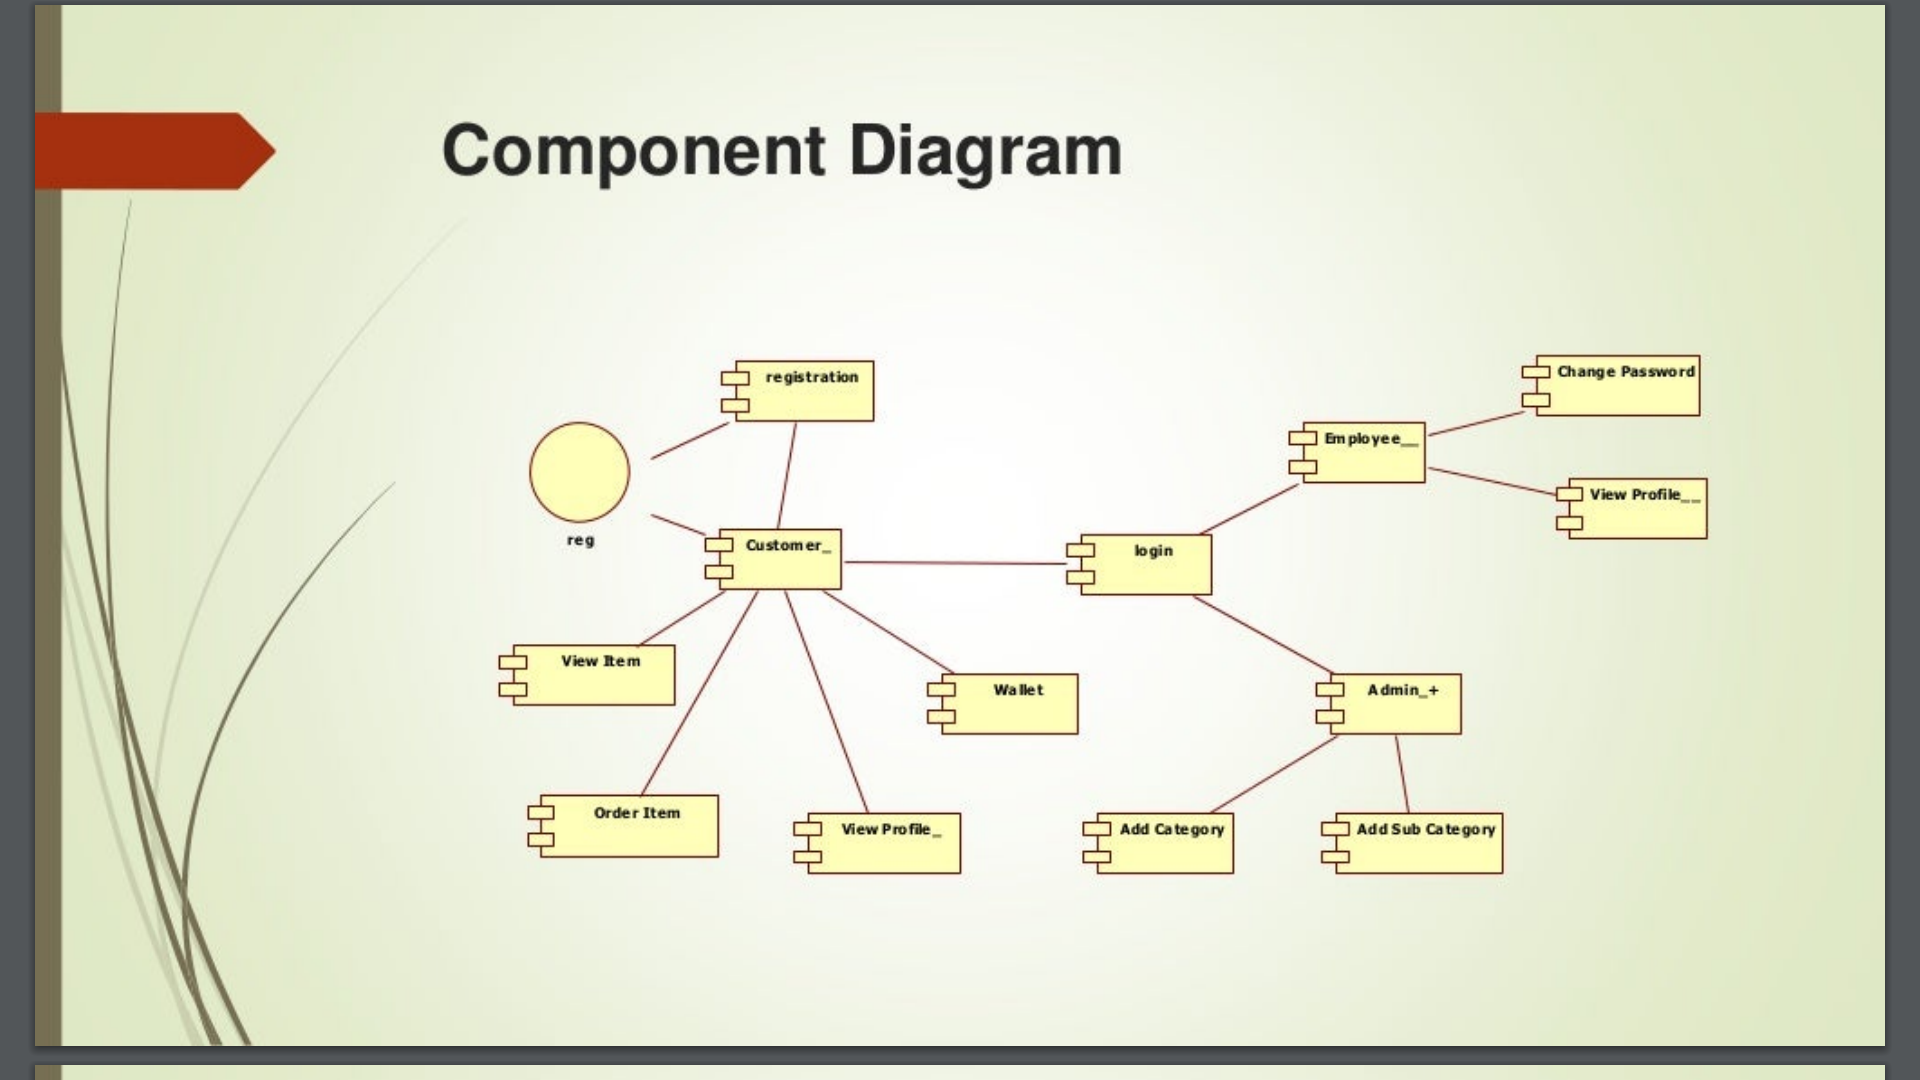 Component Diagram
registration
Change Password
Employee__
View Profile__
reg
Customer_
login
View Item
Wallet
Admin_+
Order Item
View Profile_
Add Category
Add Sub Category